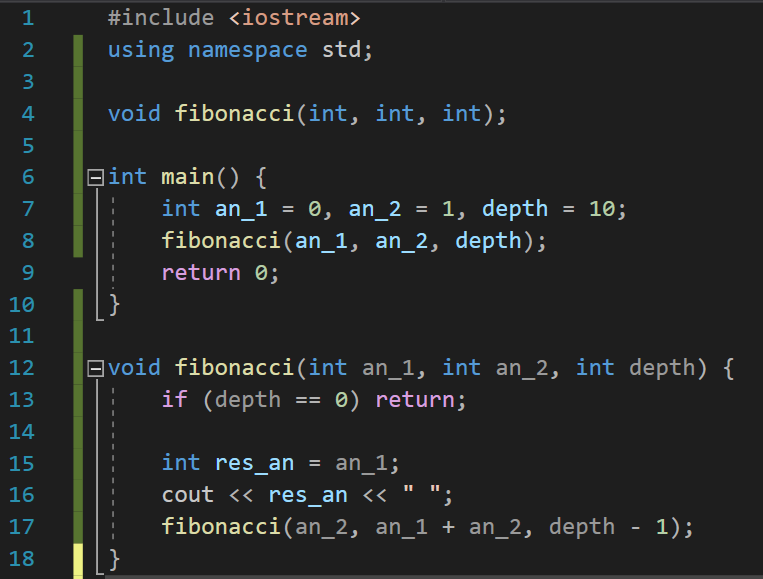 1 #include <iostream>
2 using namespace std;
3
4 void fibonacci(int, int, int);
5
6 int main() {
7     int an_1 = 0, an_2 = 1, depth = 10;
8     fibonacci(an_1, an_2, depth);
9     return 0;
10 }
11
12 void fibonacci(int an_1, int an_2, int depth) {
13     if (depth == 0) return;
14
15     int res_an = an_1;
16     cout << res_an << " ";
17     fibonacci(an_2, an_1 + an_2, depth - 1);
18 }